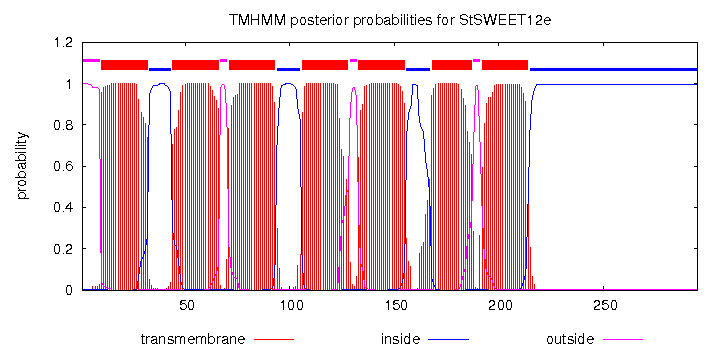 TMHMM posterior probabilities for StSWEET12e
1.2
1
0.8
0.6
0.4
0.2
0
probability
50 100 150 200 250
transmembrane inside outside